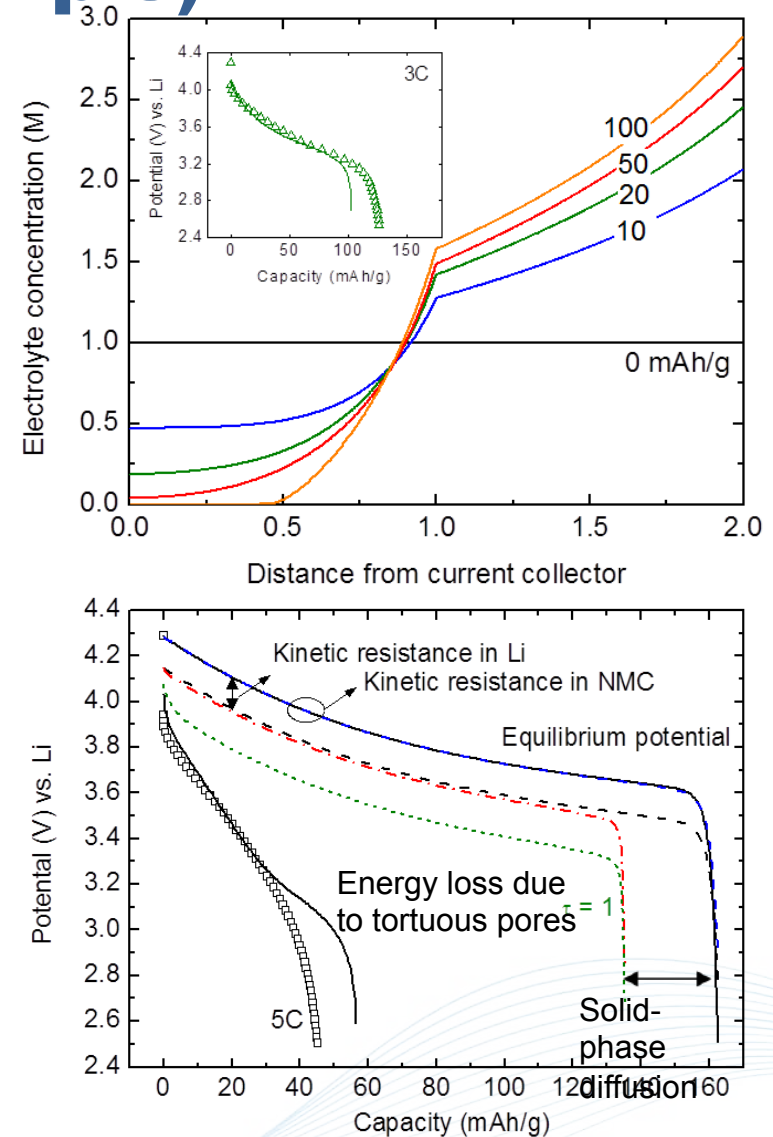 3.0
2.5
2.0
1.5
1.0
0.5
0.0
Electrolyte concentration (M)
4.4
4.0
3.6
3.2
2.8
2.4
Potential (V) vs. Li
3C
0 50 100 150
Capacity (mAh/g)
100
50
20
10
0 mAh/g
0.0 0.5 1.0 1.5 2.0
Distance from current collector
4.4
4.2
4.0
3.8
3.6
3.4
3.2
3.0
2.8
2.6
2.4
Potental (V) vs. Li
Kinetic resistance in Li
Kinetic resistance in NMC
Equilibrium potential
Energy loss due
to tortuous pores
= 1
5C
Solid-
phase
diffusion
0 20 40 60 80 100 120 140 160
Capacity (mAh/g)